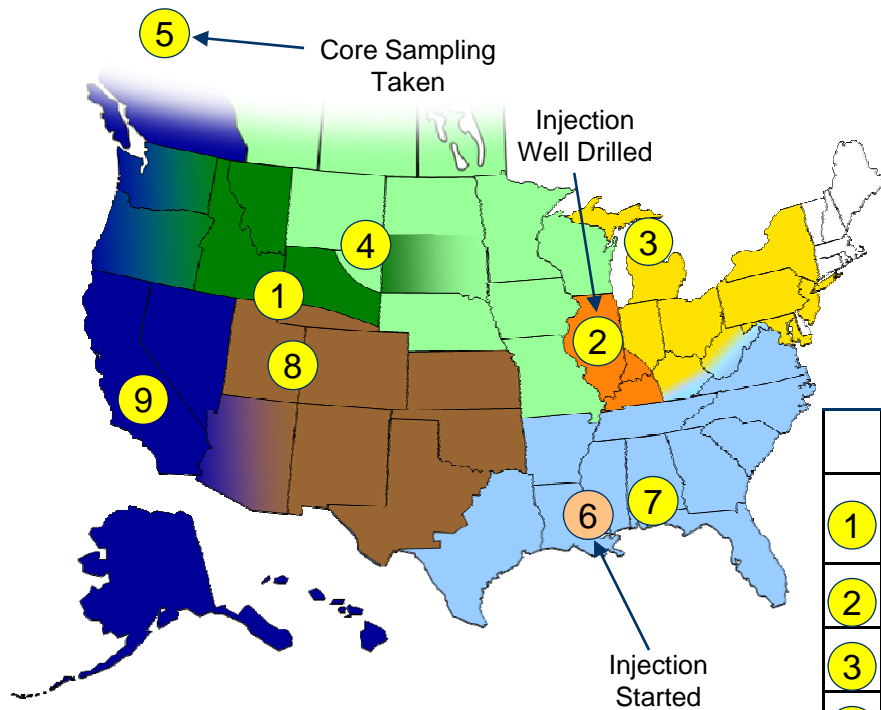 5
Core Sampling
Taken
Injection
Well Drilled
3
4
1
2
8
9
7
6
1
2
3
Injection
Started